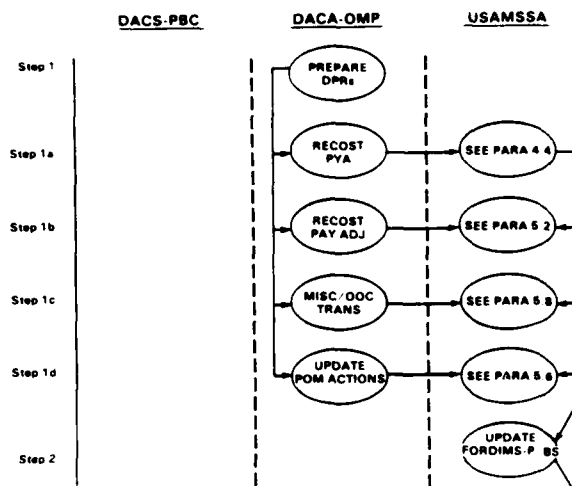 DACS-PBC DACA-OMP USAMSSA
Step 1
PREPARE
DPRs
Step 1a
RECOST
PYA
SEE PARA 4 4
Step 1b
RECOST
PAY ADJ
SEE PARA 5 2
Step 1c
MISC/OOC
TRANS
SEE PARA 5 8
Step 1d
UPDATE
POM ACTIONS
SEE PARA 5 6
Step 2
UPDATE
FORDIMS-P BS